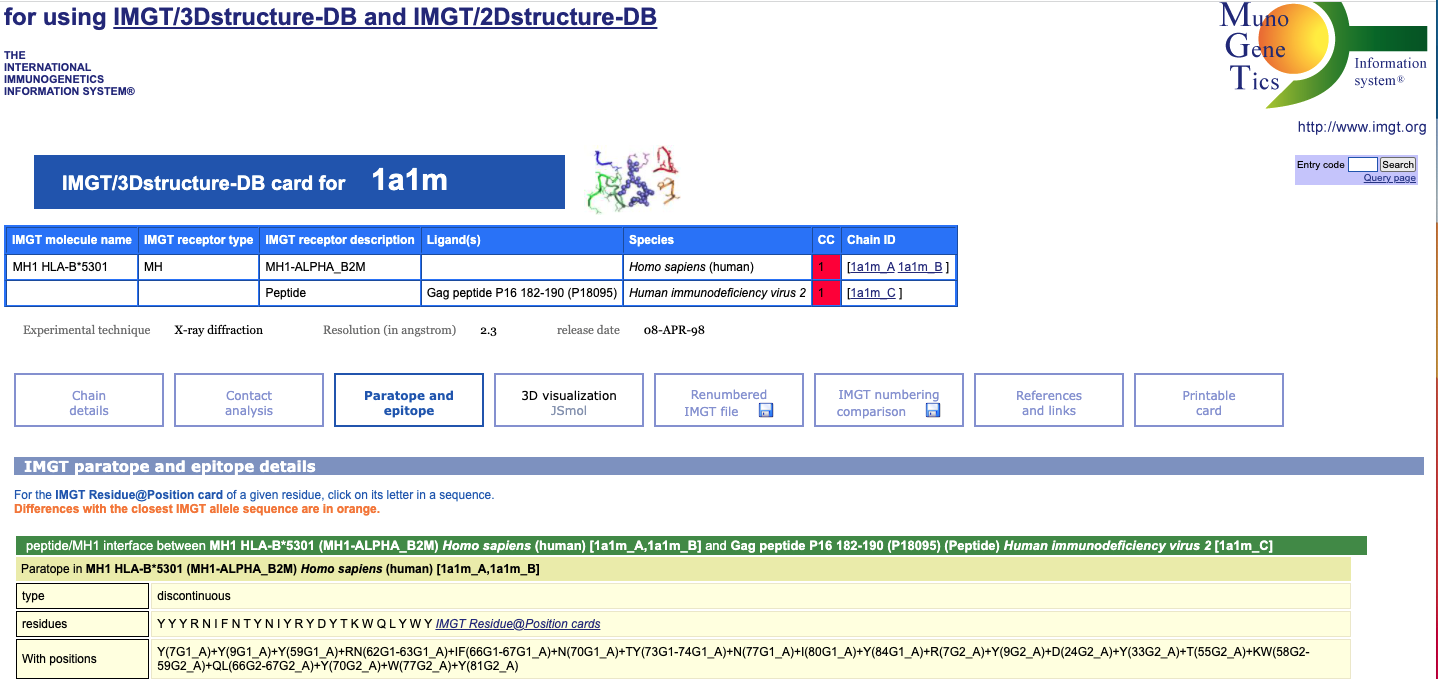 for using IMGT/3Dstructure-DB and IMGT/2Dstructure-DB
THE
INTERNATIONAL
IMMUNOGENETICS
INFORMATION SYSTEM®
Muno
Gene
Tics
Information
system®
http://www.imgt.org
Entry code Search
Query page
IMGT/3Dstructure-DB card for 1a1m
IMGT molecule name IMGT receptor type IMGT receptor description Ligand(s) Species CC Chain ID
MH1 HLA-B*5301 MH MH1-ALPHA_B2M Homo sapiens (human) 1 [1a1m_A 1a1m_B ]
Peptide Gag peptide P16 182-190 (P18095) Human immunodeficiency virus 2 1 [1a1m_C ]
Experimental technique X-ray diffraction Resolution (in angstrom) 2.3 release date 08-APR-98
Chain
details
Contact
analysis
Paratope and
epitope
3D visualization
JSmol
Renumbered
IMGT file
IMGT numbering
comparison
References
and links
Printable
card
IMGT paratope and epitope details
For the IMGT Residue@Position card of a given residue, click on its letter in a sequence.
Differences with the closest IMGT allele sequence are in orange.
peptide/MH1 interface between MH1 HLA-B*5301 (MH1-ALPHA_B2M) Homo sapiens (human) [1a1m_A,1a1m_B] and Gag peptide P16 182-190 (P18095) (Peptide) Human immunodeficiency virus 2 [1a1m_C]
Paratope in MH1 HLA-B*5301 (MH1-ALPHA_B2M) Homo sapiens (human) [1a1m_A,1a1m_B]
type discontinuous
residues Y Y Y R N I F N T Y N I Y R Y D Y T K W Q L Y W Y IMGT Residue@Position cards
With positions Y(7G1_A)+Y(9G1_A)+Y(59G1_A)+RN(62G1-63G1_A)+IF(66G1-67G1_A)+N(70G1_A)+TY(73G1-74G1_A)+N(77G1_A)+I(80G1_A)+Y(84G1_A)+R(7G2_A)+Y(9G2_A)+D(24G2_A)+Y(33G2_A)+T(55G2_A)+KW(58G2-
59G2_A)+QL(66G2-67G2_A)+Y(70G2_A)+W(77G2_A)+Y(81G2_A)